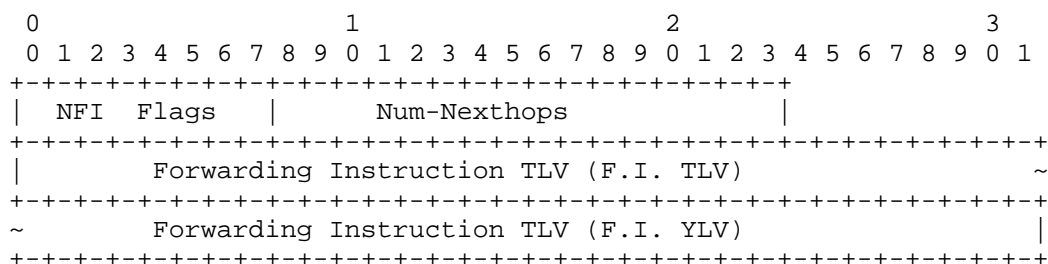 0                   1                   2                   3
 0 1 2 3 4 5 6 7 8 9 0 1 2 3 4 5 6 7 8 9 0 1 2 3 4 5 6 7 8 9 0 1
+-+-+-+-+-+-+-+-+-+-+-+-+-+-+-+-+-+-+-+-+-+-+-+-+
|  NFI  Flags   |      Num-Nexthops             |
+-+-+-+-+-+-+-+-+-+-+-+-+-+-+-+-+-+-+-+-+-+-+-+-+-+-+-+-+-+-+-+-+
|        Forwarding Instruction TLV (F.I. TLV)                  ~
+-+-+-+-+-+-+-+-+-+-+-+-+-+-+-+-+-+-+-+-+-+-+-+-+-+-+-+-+-+-+-+-+
~        Forwarding Instruction TLV (F.I. YLV)                  |
+-+-+-+-+-+-+-+-+-+-+-+-+-+-+-+-+-+-+-+-+-+-+-+-+-+-+-+-+-+-+-+-+